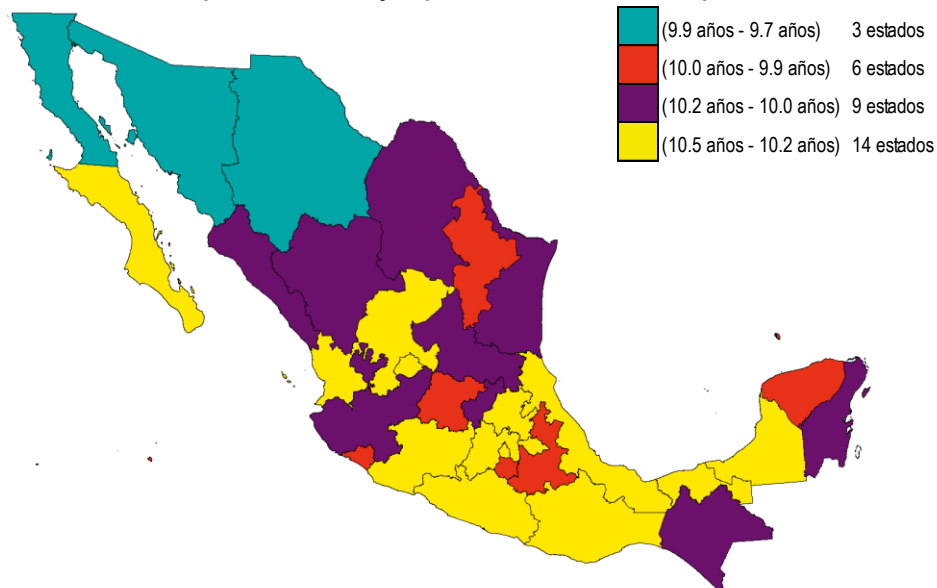 (9.9 años - 9.7 años) 3 estados
(10.0 años - 9.9 años) 6 estados
(10.2 años - 10.0 años) 9 estados
(10.5 años - 10.2 años) 14 estados